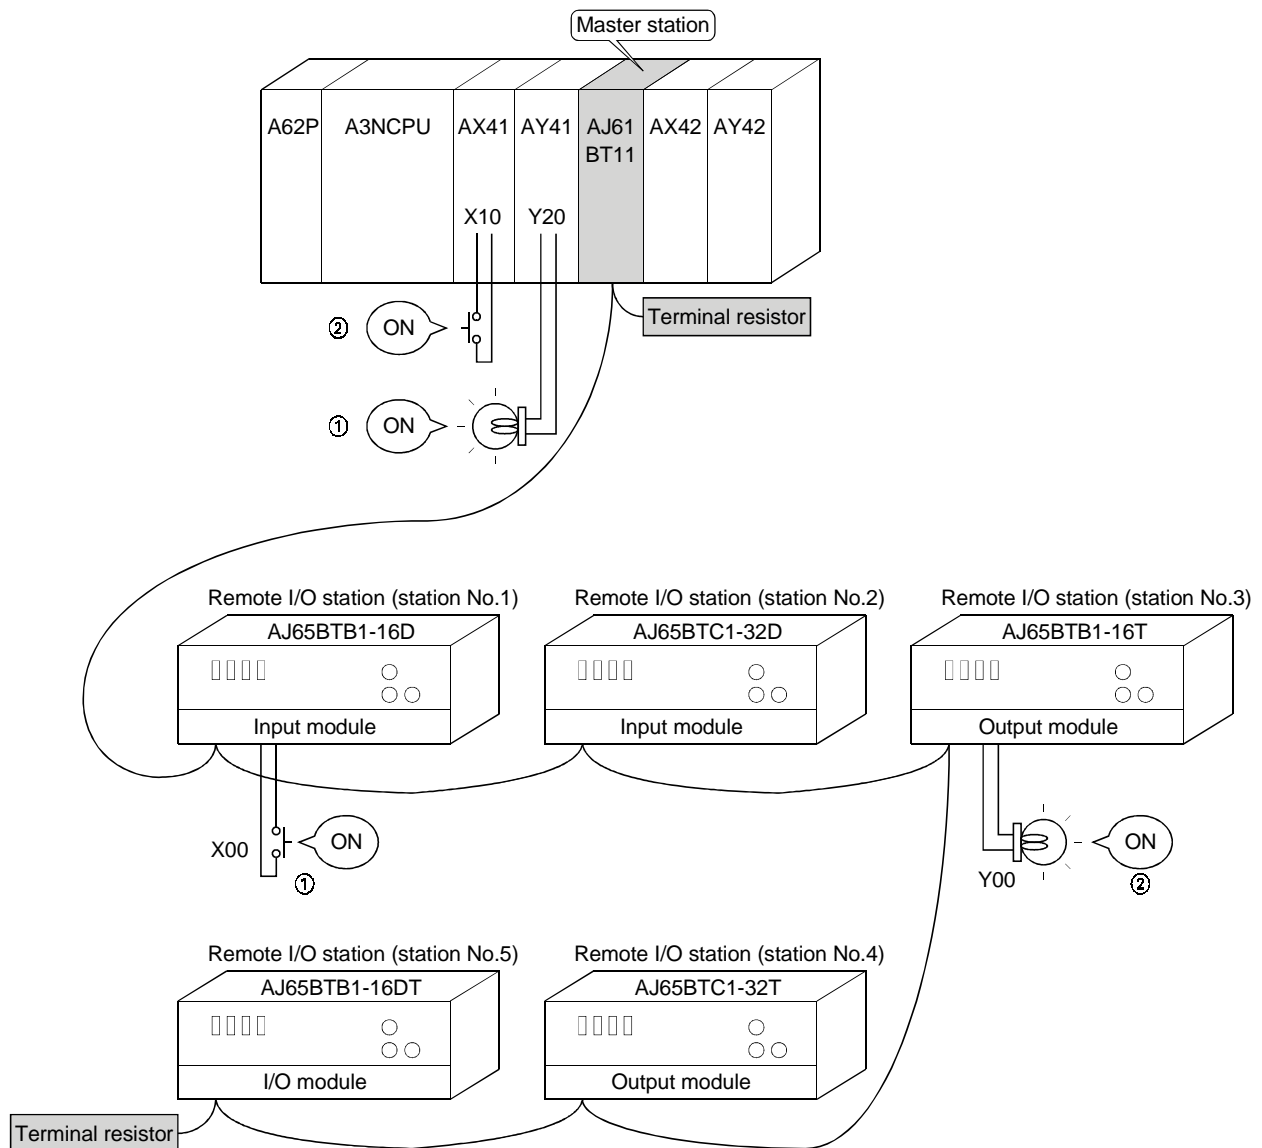 Master station
A62P
A3NCPU
AX41
AY41
AJ61
BT11
AX42
AY42
X10
Y20
Terminal resistor
② ON
① ON
Remote I/O station (station No.1)
AJ65BTB1-16D
Input module
Remote I/O station (station No.2)
AJ65BTC1-32D
Input module
Remote I/O station (station No.3)
AJ65BTB1-16T
Output module
X00
ON
①
Y00
ON
②
Remote I/O station (station No.5)
AJ65BTB1-16DT
I/O module
Remote I/O station (station No.4)
AJ65BTC1-32T
Output module
Terminal resistor